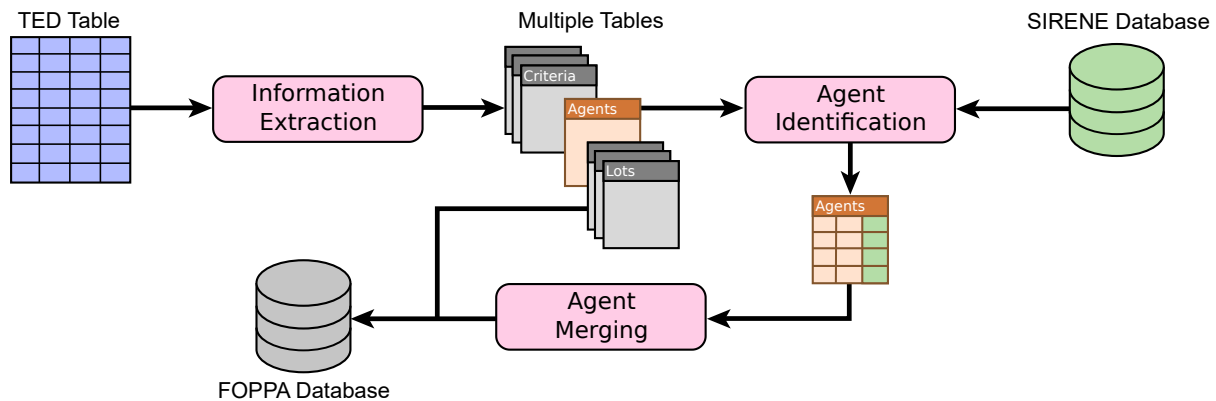 TED Table
Multiple Tables
SIRENE Database
Information
Extraction
Criteria
Agents
Lots
Agent
Identification
Agents
Agent
Merging
FOPPA Database